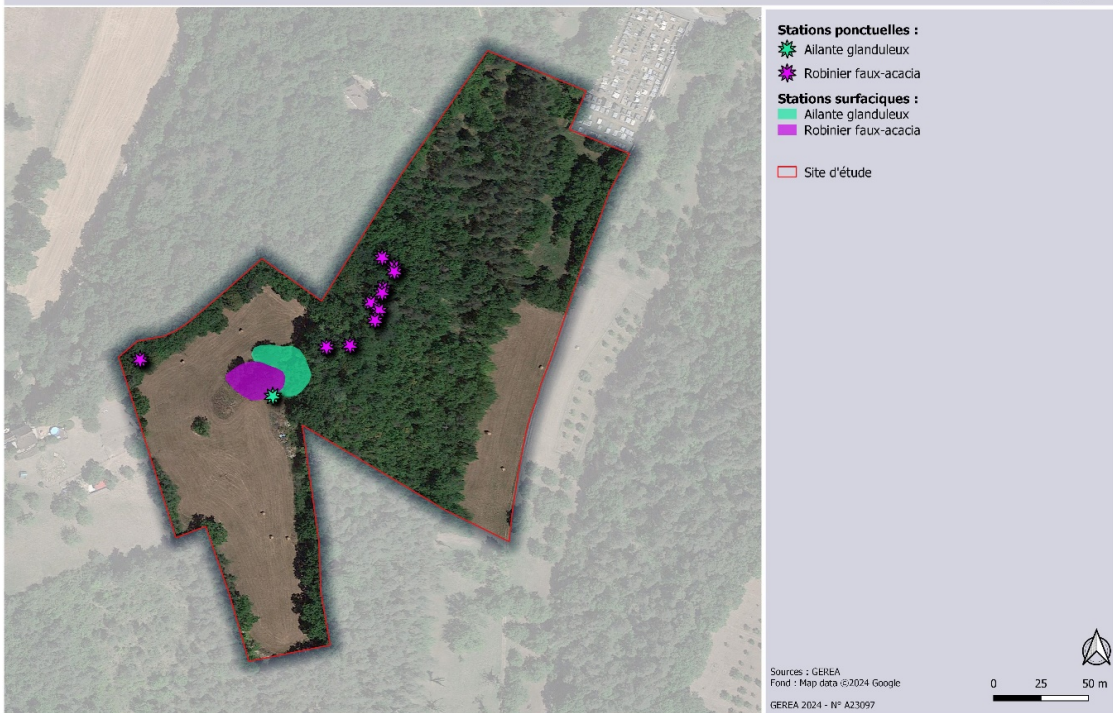 Stations ponctuelles :
Ailante glanduleux
Robinier faux-acacia
Stations surfaciques :
Ailante glanduleux
Robinier faux-acacia
Site d'étude
Sources : GEREA
Fond : Map data ©2024 Google
GEREA 2024 - N° A23097
0 25 50 m